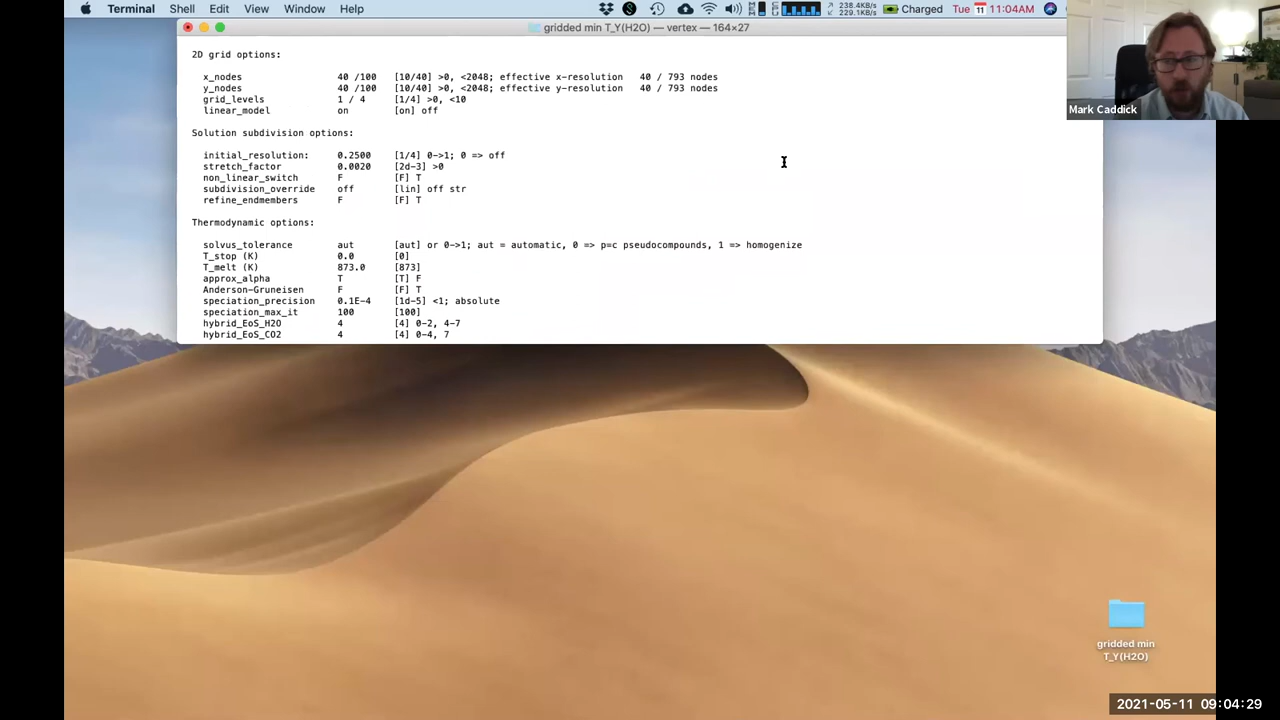 Terminal Shell Edit View Window Help 238.4KB/s 229.1KB/s Charged Tue 11 11:04AM
gridded min T_Y(H2O) — vertex — 164×27
2D grid options:
x_nodes 40 /100 [10/40] >0, <2048; effective x-resolution 40 / 793 nodes
y_nodes 40 /100 [10/40] >0, <2048; effective y-resolution 40 / 793 nodes
grid_levels 1 / 4 [1/4] >0, <10
linear_model on [on] off
Solution subdivision options:
initial_resolution: 0.2500 [1/4] 0->1; 0 => off
stretch_factor 0.0020 [2d-3] >0
non_linear_switch F [F] T
subdivision_override off [lin] off str
refine_endmembers F [F] T
Thermodynamic options:
solvus_tolerance aut [aut] or 0->1; aut = automatic, 0 => p=c pseudocompounds, 1 => homogenize
T_stop (K) 0.0 [0]
T_melt (K) 873.0 [873]
approx_alpha T [T] F
Anderson-Gruneisen F [F] T
speciation_precision 0.1E-4 [1d-5] <1; absolute
speciation_max_it 100 [100]
hybrid_EoS_H2O 4 [4] 0-2, 4-7
hybrid_EoS_CO2 4 [4] 0-4, 7
Mark Caddick
gridded min
T_Y(H2O)
2021-05-11 09:04:29